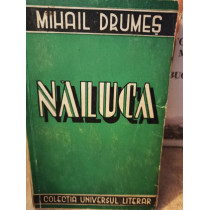 MIHAIL DRUMEȘ
NĂLUCA
COLECȚIA UNIVERSUL LITERAR